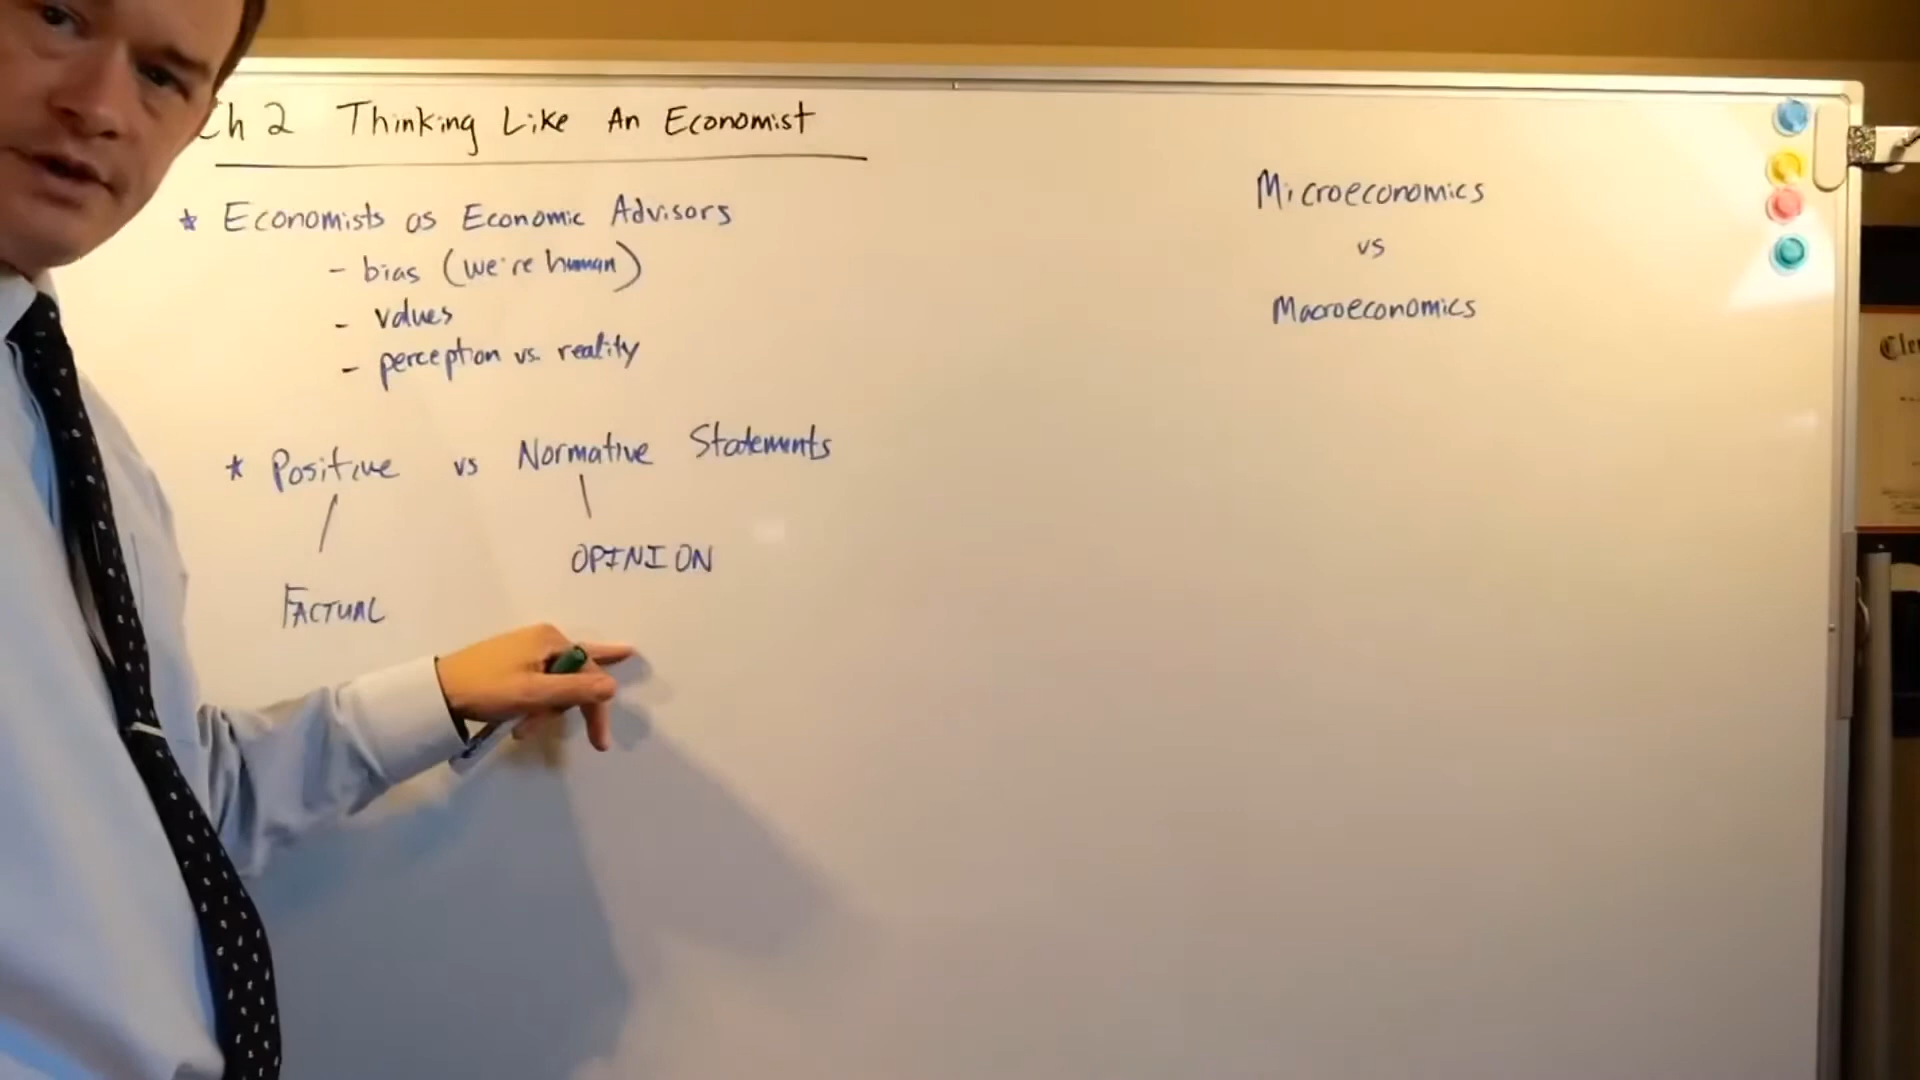 Ch 2 Thinking Like An Economist
* Economists as Economic Advisors
- bias (we're human)
- values
- perception vs. reality
* Positive vs Normative Statements
OPINION
FACTUAL
Microeconomics
vs
Macroeconomics